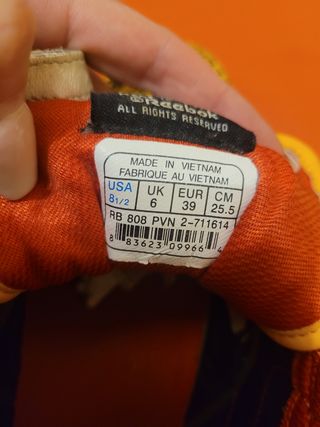 Reebok
ALL RIGHTS RESERVED
MADE IN VIETNAM
FABRIQUE AU VIETNAM
USA UK EUR CM
8 1/2 6 39 25.5
RB 808 PVN 2-711614
8 83623 09966 4